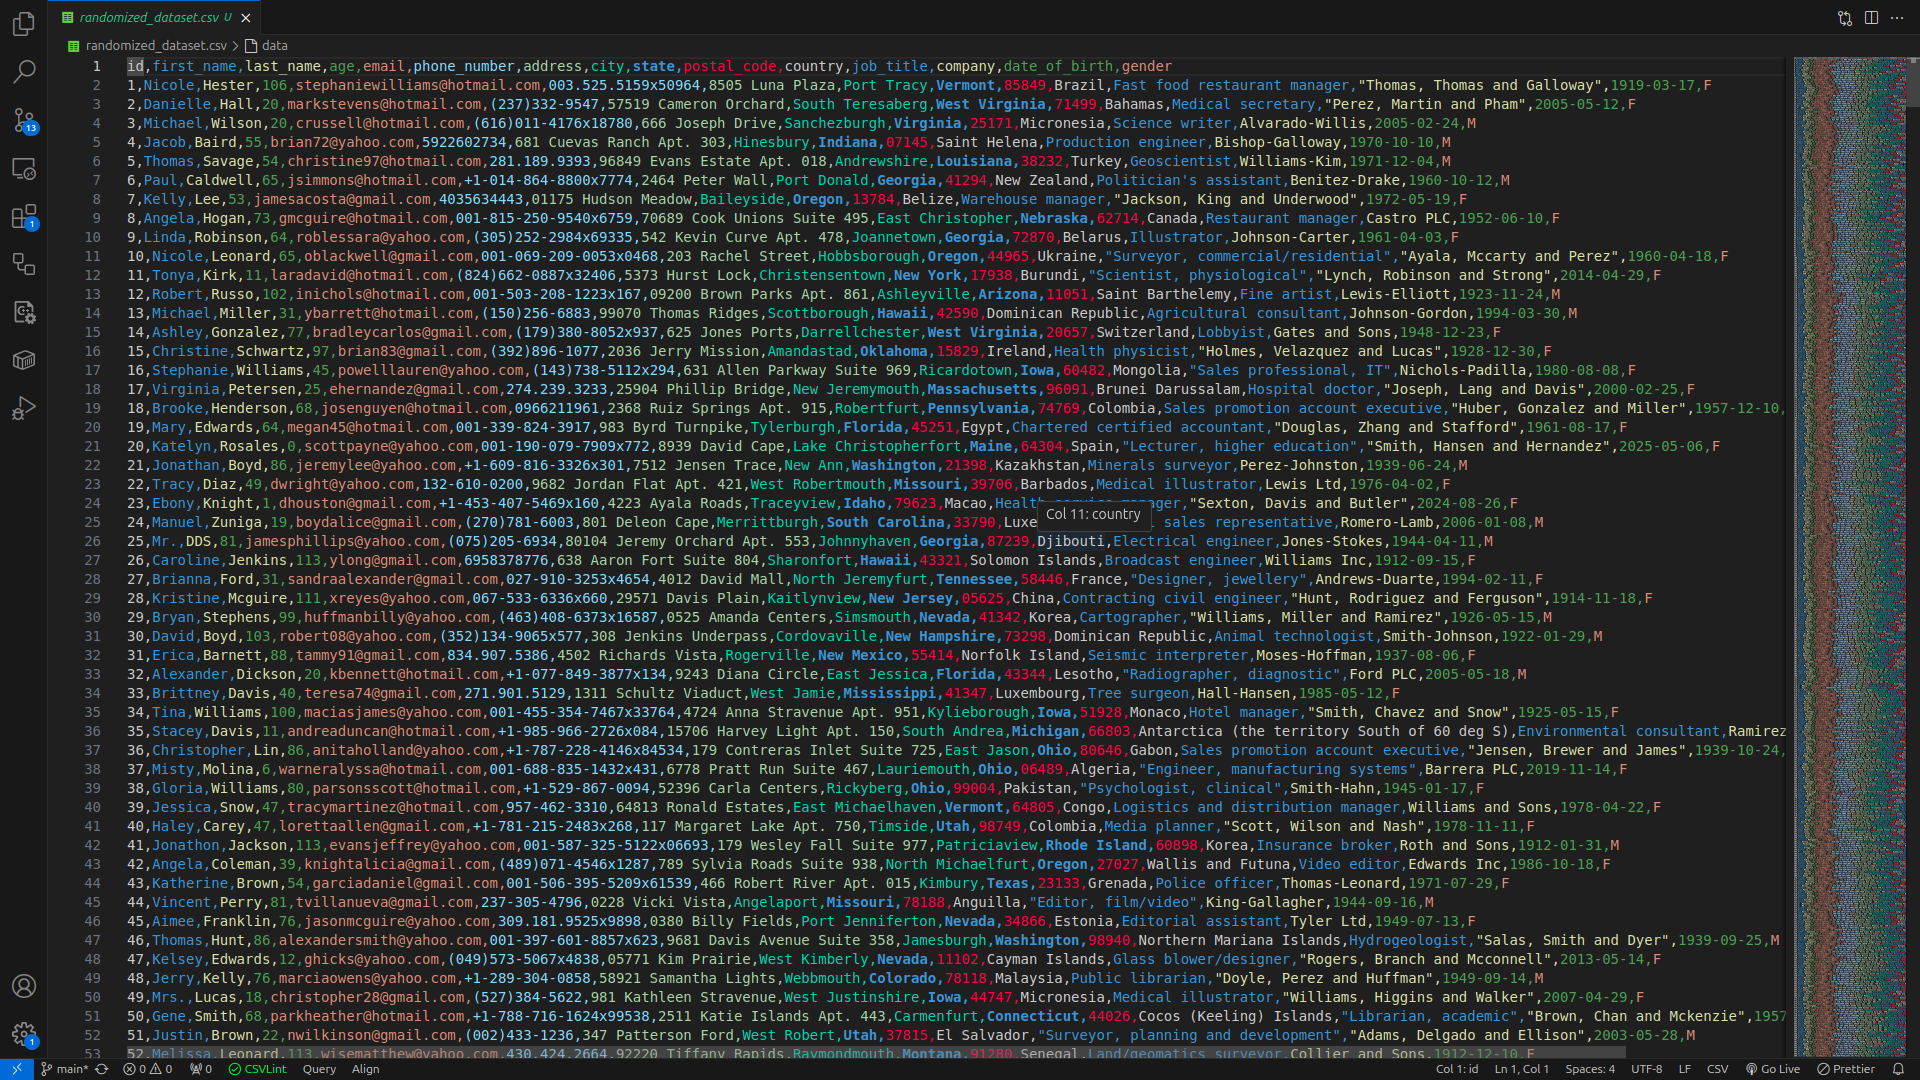 randomized_dataset.csv U
randomized_dataset.csv > data
1 id,first_name,last_name,age,email,phone_number,address,city,state,postal_code,country,job_title,company,date_of_birth,gender
2 1,Nicole,Hester,106,stephaniewilliams@hotmail.com,003.525.5159x50964,8505 Luna Plaza,Port Tracy,Vermont,85849,Brazil,Fast food restaurant manager,"Thomas, Thomas and Galloway",1919-03-17,F
3 2,Danielle,Hall,20,markstevens@hotmail.com,(237)332-9547,57519 Cameron Orchard,South Teresaberg,West Virginia,71499,Bahamas,Medical secretary,"Perez, Martin and Pham",2005-05-12,F
4 3,Michael,Wilson,20,crussell@hotmail.com,(616)011-4176x18780,666 Joseph Drive,Sanchezburgh,Virginia,25171,Micronesia,Science writer,Alvarado-Willis,2005-02-24,M
5 4,Jacob,Baird,55,brian72@yahoo.com,5922602734,681 Cuevas Ranch Apt. 303,Hinesbury,Indiana,07145,Saint Helena,Production engineer,Bishop-Galloway,1970-10-10,M
6 5,Thomas,Savage,54,christine97@hotmail.com,281.189.9393,96849 Evans Estate Apt. 018,Andrewshire,Louisiana,38232,Turkey,Geoscientist,Williams-Kim,1971-12-04,M
7 6,Paul,Caldwell,65,jsimmons@hotmail.com,+1-014-864-8800x7774,2464 Peter Wall,Port Donald,Georgia,41294,New Zealand,Politician's assistant,Benitez-Drake,1960-10-12,M
8 7,Kelly,Lee,53,jamesacosta@gmail.com,4035634443,01175 Hudson Meadow,Baileyside,Oregon,13784,Belize,Warehouse manager,"Jackson, King and Underwood",1972-05-19,F
9 8,Angela,Hogan,73,gmcguire@hotmail.com,001-815-250-9540x6759,70689 Cook Unions Suite 495,East Christopher,Nebraska,62714,Canada,Restaurant manager,Castro PLC,1952-06-10,F
10 9,Linda,Robinson,64,roblessara@yahoo.com,(305)252-2984x69335,542 Kevin Curve Apt. 478,Joannetown,Georgia,72870,Belarus,Illustrator,Johnson-Carter,1961-04-03,F
11 10,Nicole,Leonard,65,oblackwell@gmail.com,001-069-209-0053x0468,203 Rachel Street,Hobbsborough,Oregon,44965,Ukraine,"Surveyor, commercial/residential","Ayala, Mccarty and Perez",1960-04-18,F
12 11,Tonya,Kirk,11,laradavid@hotmail.com,(824)662-0887x32406,5373 Hurst Lock,Christensentown,New York,17938,Burundi,"Scientist, physiological","Lynch, Robinson and Strong",2014-04-29,F
13 12,Robert,Russo,102,inichols@hotmail.com,001-503-208-1223x167,09200 Brown Parks Apt. 861,Ashleyville,Arizona,11051,Saint Barthelemy,Fine artist,Lewis-Elliott,1923-11-24,M
14 13,Michael,Miller,31,ybarrett@hotmail.com,(150)256-6883,99070 Thomas Ridges,Scottborough,Hawaii,42590,Dominican Republic,Agricultural consultant,Johnson-Gordon,1994-03-30,M
15 14,Ashley,Gonzalez,77,bradleycarlos@gmail.com,(179)380-8052x937,625 Jones Ports,Darrellchester,West Virginia,20657,Switzerland,Lobbyist,Gates and Sons,1948-12-23,F
16 15,Christine,Schwartz,97,brian83@gmail.com,(392)896-1077,2036 Jerry Mission,Amandastad,Oklahoma,15829,Ireland,Health physicist,"Holmes, Velazquez and Lucas",1928-12-30,F
17 16,Stephanie,Williams,45,powelllauren@yahoo.com,(143)738-5112x294,631 Allen Parkway Suite 969,Ricardotown,Iowa,60482,Mongolia,"Sales professional, IT",Nichols-Padilla,1980-08-08,F
18 17,Virginia,Petersen,25,ehernandez@gmail.com,274.239.3233,25904 Phillip Bridge,New Jeremymouth,Massachusetts,96091,Brunei Darussalam,Hospital doctor,"Joseph, Lang and Davis",2000-02-25,F
19 18,Brooke,Henderson,68,josenguyen@hotmail.com,0966211961,2368 Ruiz Springs Apt. 915,Robertfurt,Pennsylvania,74769,Colombia,Sales promotion account executive,"Huber, Gonzalez and Miller",1957-12-10,
20 19,Mary,Edwards,64,megan45@hotmail.com,001-339-824-3917,983 Byrd Turnpike,Tylerburgh,Florida,45251,Egypt,Chartered certified accountant,"Douglas, Zhang and Stafford",1961-08-17,F
21 20,Katelyn,Rosales,0,scottpayne@yahoo.com,001-190-079-7909x772,8939 David Cape,Lake Christopherfort,Maine,64304,Spain,"Lecturer, higher education","Smith, Hansen and Hernandez",2025-05-06,F
22 21,Jonathan,Boyd,86,jeremylee@yahoo.com,+1-609-816-3326x301,7512 Jensen Trace,New Ann,Washington,21398,Kazakhstan,Minerals surveyor,Perez-Johnston,1939-06-24,M
23 22,Tracy,Diaz,49,dwright@yahoo.com,132-610-0200,9682 Jordan Flat Apt. 421,West Robertmouth,Missouri,39706,Barbados,Medical illustrator,Lewis Ltd,1976-04-02,F
24 23,Ebony,Knight,1,dhouston@yahoo.com,+1-453-407-5469x160,4223 Ayala Roads,Traceyview,Idaho,79623,Macao,Health service manager,"Sexton, Davis and Butler",2024-08-26,F
Col 11: country
25 24,Manuel,Zuniga,19,boydalice@gmail.com,(270)781-6003,801 Deleon Cape,Merrittburgh,South Carolina,33790,Luxe sales representative,Romero-Lamb,2006-01-08,M
26 25,Mr.,DDS,81,jamesphillips@yahoo.com,(075)205-6934,80104 Jeremy Orchard Apt. 553,Johnnyhaven,Georgia,87239,Djibouti,Electrical engineer,Jones-Stokes,1944-04-11,M
27 26,Caroline,Jenkins,113,ylong@gmail.com,6958378776,638 Aaron Fort Suite 804,Sharonfort,Hawaii,43321,Solomon Islands,Broadcast engineer,Williams Inc,1912-09-15,F
28 27,Brianna,Ford,31,sandraalexander@gmail.com,027-910-3253x4654,4012 David Mall,North Jeremyfurt,Tennessee,58446,France,"Designer, jewellery",Andrews-Duarte,1994-02-11,F
29 28,Kristine,Mcguire,111,xreyes@yahoo.com,067-533-6336x660,29571 Davis Plain,Kaitlynview,New Jersey,05625,China,Contracting civil engineer,"Hunt, Rodriguez and Ferguson",1914-11-18,F
30 29,Bryan,Stephens,99,huffmanbilly@yahoo.com,(463)408-6373x16587,0525 Amanda Centers,Simsmouth,Nevada,41342,Korea,Cartographer,"Williams, Miller and Ramirez",1926-05-15,M
31 30,David,Boyd,103,robert08@yahoo.com,(352)134-9065x577,308 Jenkins Underpass,Cordovaville,New Hampshire,73298,Dominican Republic,Animal technologist,Smith-Johnson,1922-01-29,M
32 31,Erica,Barnett,88,tammy91@gmail.com,834.907.5386,4502 Richards Vista,Rogerville,New Mexico,55414,Norfolk Island,Seismic interpreter,Moses-Hoffman,1937-08-06,F
33 32,Alexander,Dickson,20,kbennett@hotmail.com,+1-077-849-3877x134,9243 Diana Circle,East Jessica,Florida,43344,Lesotho,"Radiographer, diagnostic",Ford PLC,2005-05-18,M
34 33,Brittney,Davis,40,teresa74@gmail.com,271.901.5129,1311 Schultz Viaduct,West Jamie,Mississippi,41347,Luxembourg,Tree surgeon,Hall-Hansen,1985-05-12,F
35 34,Tina,Williams,100,maciasjames@yahoo.com,001-455-354-7467x33764,4724 Anna Stravenue Apt. 951,Kylieborough,Iowa,51928,Monaco,Hotel manager,"Smith, Chavez and Snow",1925-05-15,F
36 35,Stacey,Davis,11,andreaduncan@hotmail.com,+1-985-966-2726x084,15706 Harvey Light Apt. 150,South Andrea,Michigan,66803,Antarctica (the territory South of 60 deg S),Environmental consultant,Ramirez
37 36,Christopher,Lin,86,anitaholland@yahoo.com,+1-787-228-4146x84534,179 Contreras Inlet Suite 725,East Jason,Ohio,80646,Gabon,Sales promotion account executive,"Jensen, Brewer and James",1939-10-24,
38 37,Misty,Molina,6,warneralyssa@hotmail.com,001-688-835-1432x431,6778 Pratt Run Suite 467,Lauriemouth,Ohio,06489,Algeria,"Engineer, manufacturing systems",Barrera PLC,2019-11-14,F
39 38,Gloria,Williams,80,parsonsscott@hotmail.com,+1-529-867-0094,52396 Carla Centers,Rickyberg,Ohio,99004,Pakistan,"Psychologist, clinical",Smith-Hahn,1945-01-17,F
40 39,Jessica,Snow,47,tracymartinez@hotmail.com,957-462-3310,64813 Ronald Estates,East Michaelhaven,Vermont,64805,Congo,Logistics and distribution manager,Williams and Sons,1978-04-22,F
41 40,Haley,Carey,47,lorettaallen@gmail.com,+1-781-215-2483x268,117 Margaret Lake Apt. 750,Timside,Utah,98749,Colombia,Media planner,"Scott, Wilson and Nash",1978-11-11,F
42 41,Jonathon,Jackson,113,evansjeffrey@yahoo.com,001-587-325-5122x06693,179 Wesley Fall Suite 977,Patriciaview,Rhode Island,60898,Korea,Insurance broker,Roth and Sons,1912-01-31,M
43 42,Angela,Coleman,39,knightalicia@gmail.com,(489)071-4546x1287,789 Sylvia Roads Suite 938,North Michaelfurt,Oregon,27027,Wallis and Futuna,Video editor,Edwards Inc,1986-10-18,F
44 43,Katherine,Brown,54,garciadaniel@gmail.com,001-506-395-5209x61539,466 Robert River Apt. 015,Kimbury,Texas,23133,Grenada,Police officer,Thomas-Leonard,1971-07-29,F
45 44,Vincent,Perry,81,tvillanueva@gmail.com,237-305-4796,0228 Vicki Vista,Angelaport,Missouri,78188,Anguilla,"Editor, film/video",King-Gallagher,1944-09-16,M
46 45,Aimee,Franklin,76,jasonmcguire@yahoo.com,309.181.9525x9898,0380 Billy Fields,Port Jenniferton,Nevada,34866,Estonia,Editorial assistant,Tyler Ltd,1949-07-13,F
47 46,Thomas,Hunt,86,alexandersmith@yahoo.com,001-397-601-8857x623,9681 Davis Avenue Suite 358,Jamesburgh,Washington,98940,Northern Mariana Islands,Hydrogeologist,"Salas, Smith and Dyer",1939-09-25,M
48 47,Kelsey,Edwards,12,ghicks@yahoo.com,(049)573-5067x4838,05771 Kim Prairie,West Kimberly,Nevada,11102,Cayman Islands,Glass blower/designer,"Rogers, Branch and Mcconnell",2013-05-14,F
49 48,Jerry,Kelly,76,marciaowens@yahoo.com,+1-289-304-0858,58921 Samantha Lights,Webbmouth,Colorado,78118,Malaysia,Public librarian,"Doyle, Perez and Huffman",1949-09-14,M
50 49,Mrs.,Lucas,18,christopher28@gmail.com,(527)384-5622,981 Kathleen Stravenue,West Justinshire,Iowa,44747,Micronesia,Medical illustrator,"Williams, Higgins and Walker",2007-04-29,F
51 50,Gene,Smith,68,parkheather@hotmail.com,+1-788-716-1624x99538,2511 Katie Islands Apt. 443,Carmenfurt,Connecticut,44026,Cocos (Keeling) Islands,"Librarian, academic","Brown, Chan and Mckenzie",1957
52 51,Justin,Brown,22,nwilkinson@gmail.com,(002)433-1236,347 Patterson Ford,West Robert,Utah,37815,El Salvador,"Surveyor, planning and development","Adams, Delgado and Ellison",2003-05-28,M
53 52,Melissa,Leonard,113,wisematthew@yahoo.com,430.424.2664,92220 Tiffany Rapids,Raymondmouth,Montana,91280,Senegal,Land/geomatics surveyor,Collier and Sons,1912-12-10,F
13
1
1
main* 0 0 0 CSVLint Query Align Col 1: id Ln 1, Col 1 Spaces: 4 UTF-8 LF CSV Go Live Prettier